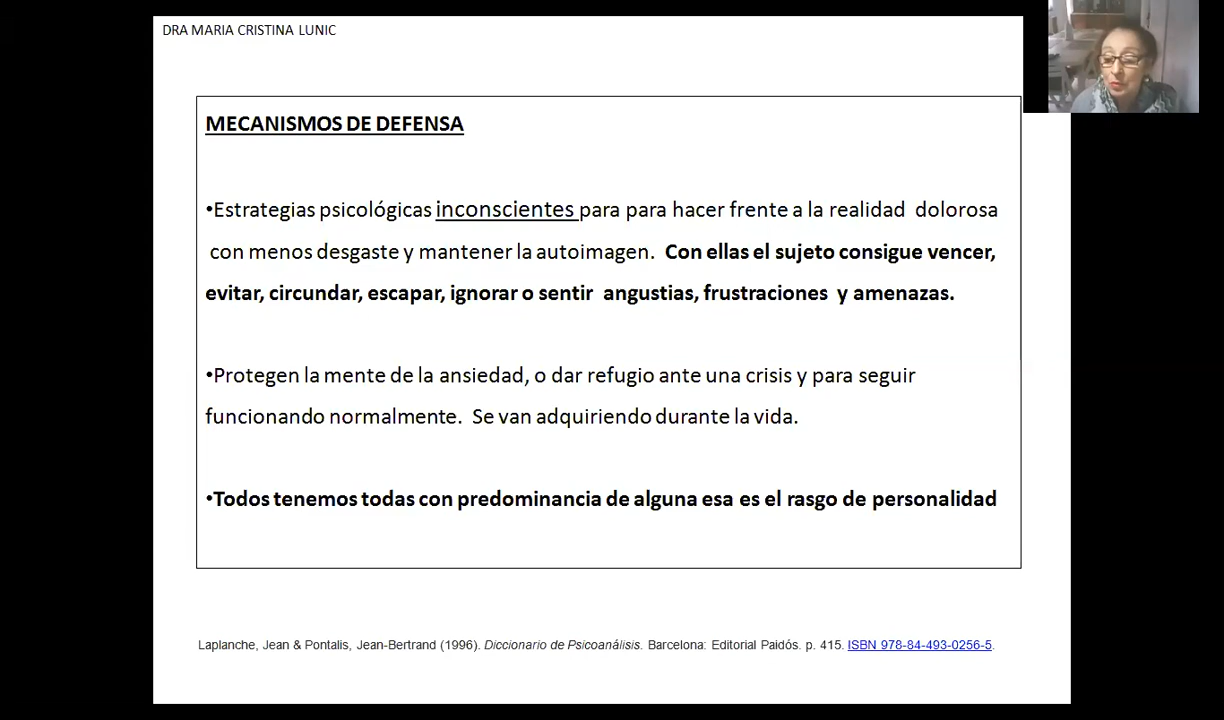 DRA MARIA CRISTINA LUNIC
MECANISMOS DE DEFENSA
•Estrategias psicológicas inconscientes para para hacer frente a la realidad dolorosa
con menos desgaste y mantener la autoimagen. Con ellas el sujeto consigue vencer,
evitar, circundar, escapar, ignorar o sentir angustias, frustraciones y amenazas.
•Protegen la mente de la ansiedad, o dar refugio ante una crisis y para seguir
funcionando normalmente. Se van adquiriendo durante la vida.
•Todos tenemos todas con predominancia de alguna esa es el rasgo de personalidad
Laplanche, Jean & Pontalis, Jean-Bertrand (1996). Diccionario de Psicoanálisis. Barcelona: Editorial Paidós. p. 415. ISBN 978-84-493-0256-5.